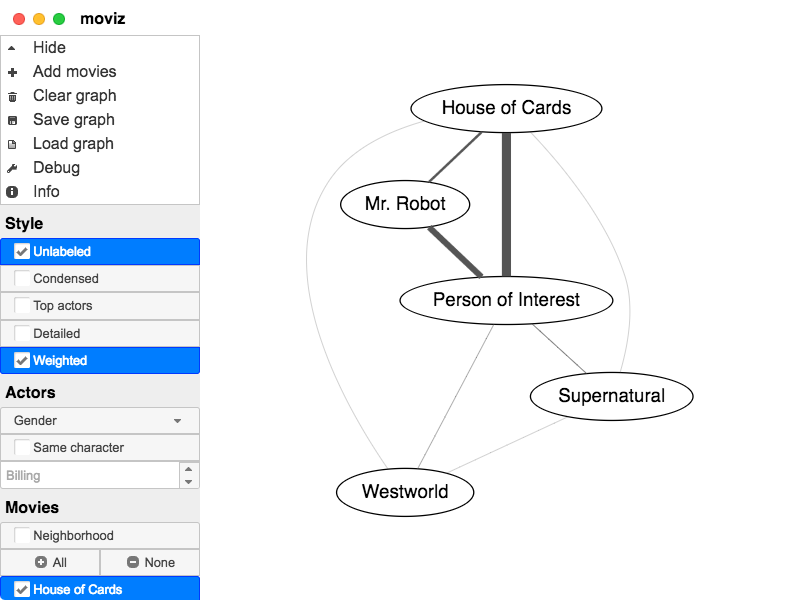 moviz
Hide
Add movies
Clear graph
Save graph
Load graph
Debug
Info
Style
Unlabeled
Condensed
Top actors
Detailed
Weighted
Actors
Gender
Same character
Billing
Movies
Neighborhood
All None
House of Cards
House of Cards
Mr. Robot
Person of Interest
Supernatural
Westworld